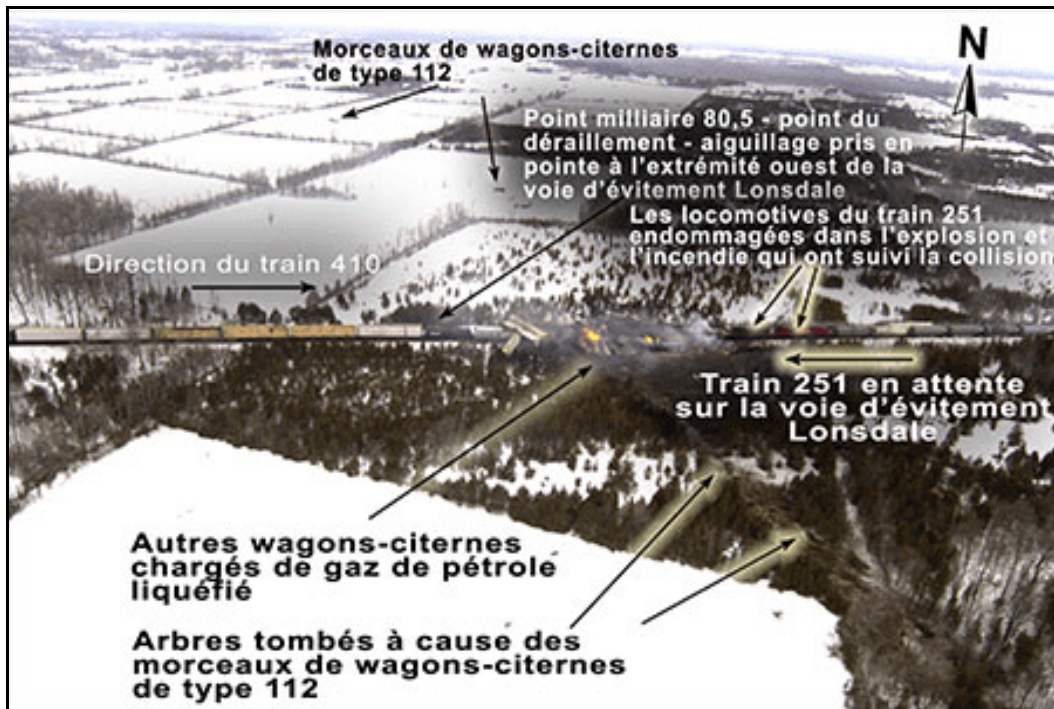 Morceaux de wagons-citernes
de type 112
N
Point milliaire 80,5 - point du
déraillement - aiguillage pris en
pointe à l'extrémité ouest de la
voie d'évitement Lonsdale
Les locomotives du train 251
endommagées dans l'explosion et
l'incendie qui ont suivi la collision
Direction du train 410
Train 251 en attente
sur la voie d'évitement
Lonsdale
Autres wagons-citernes
chargés de gaz de pétrole
liquéfié
Arbres tombés à cause des
morceaux de wagons-citernes
de type 112